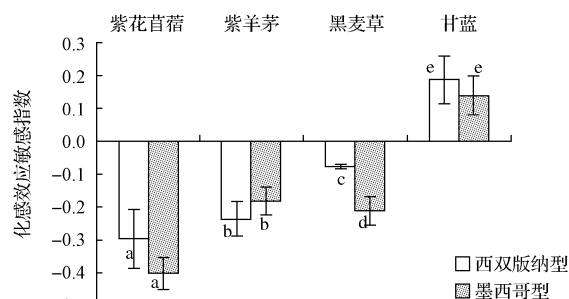 紫花苜蓿 紫羊茅 黑麦草 甘蓝
化感效应敏感指数
0.3
0.2
0.1
0.0
-0.1
-0.2
-0.3
-0.4
e e
a a b b c d
西双版纳型
墨西哥型